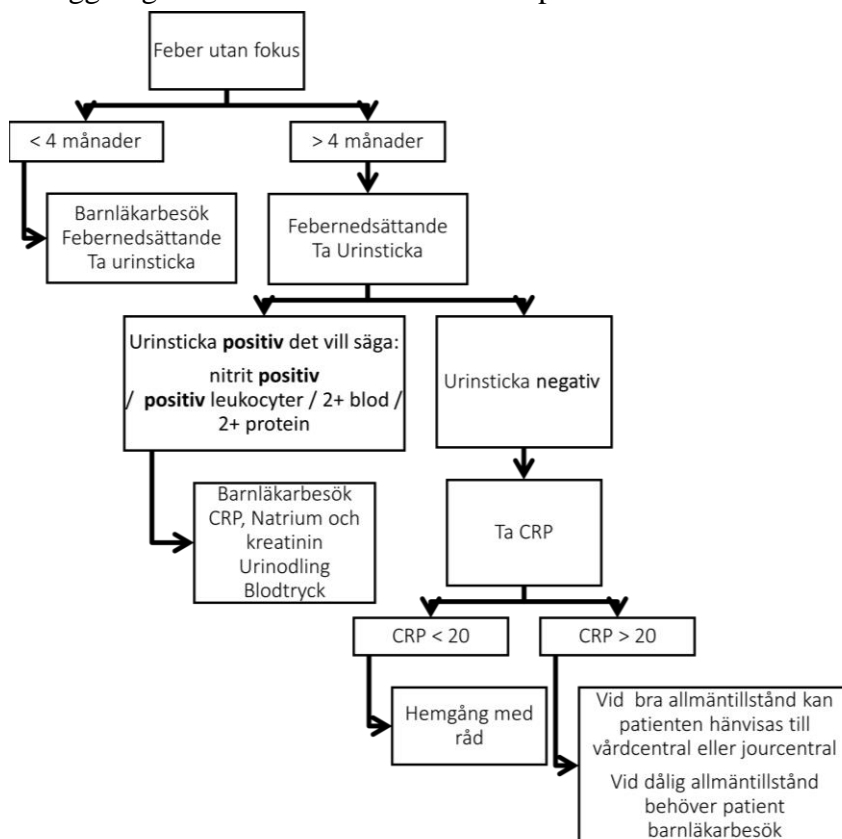 Feber utan fokus
< 4 månader
> 4 månader
Barnläkarbesök
Febernedsättande
Ta urinsticka
Febernedsättande
Ta Urinsticka
Urinsticka positiv det vill säga:
nitrit positiv
/ positiv leukocyter / 2+ blod /
2+ protein
Urinsticka negativ
Barnläkarbesök
CRP, Natrium och
kreatinin
Urinodling
Blodtryck
Ta CRP
CRP < 20
CRP > 20
Hemgång med
råd
Vid bra allmäntillstånd kan
patienten hänvisas till
vårdcentral eller jourcentral
Vid dålig allmäntillstånd
behöver patient
barnläkarbesök